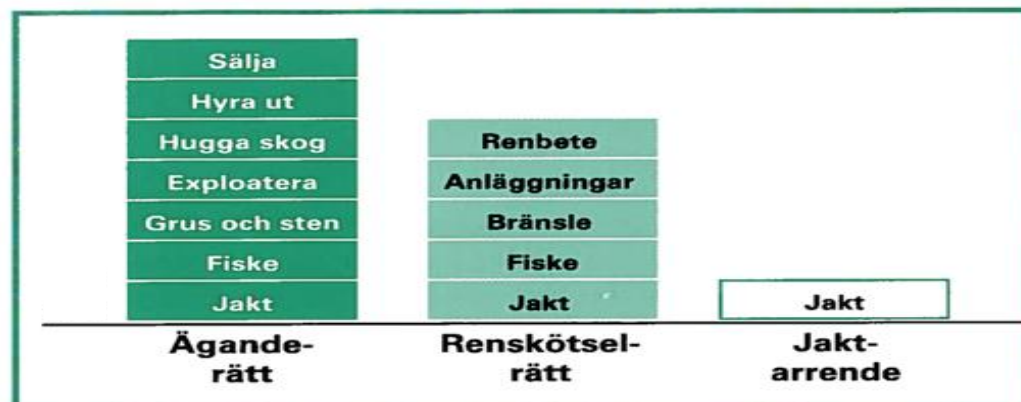 Sälja
Hyra ut
Hugga skog
Exploatera
Grus och sten
Fiske
Jakt
Ägande-
rätt
Renbete
Anläggningar
Bränsle
Fiske
Jakt
Renskötsel-
rätt
Jakt
Jakt-
arrende